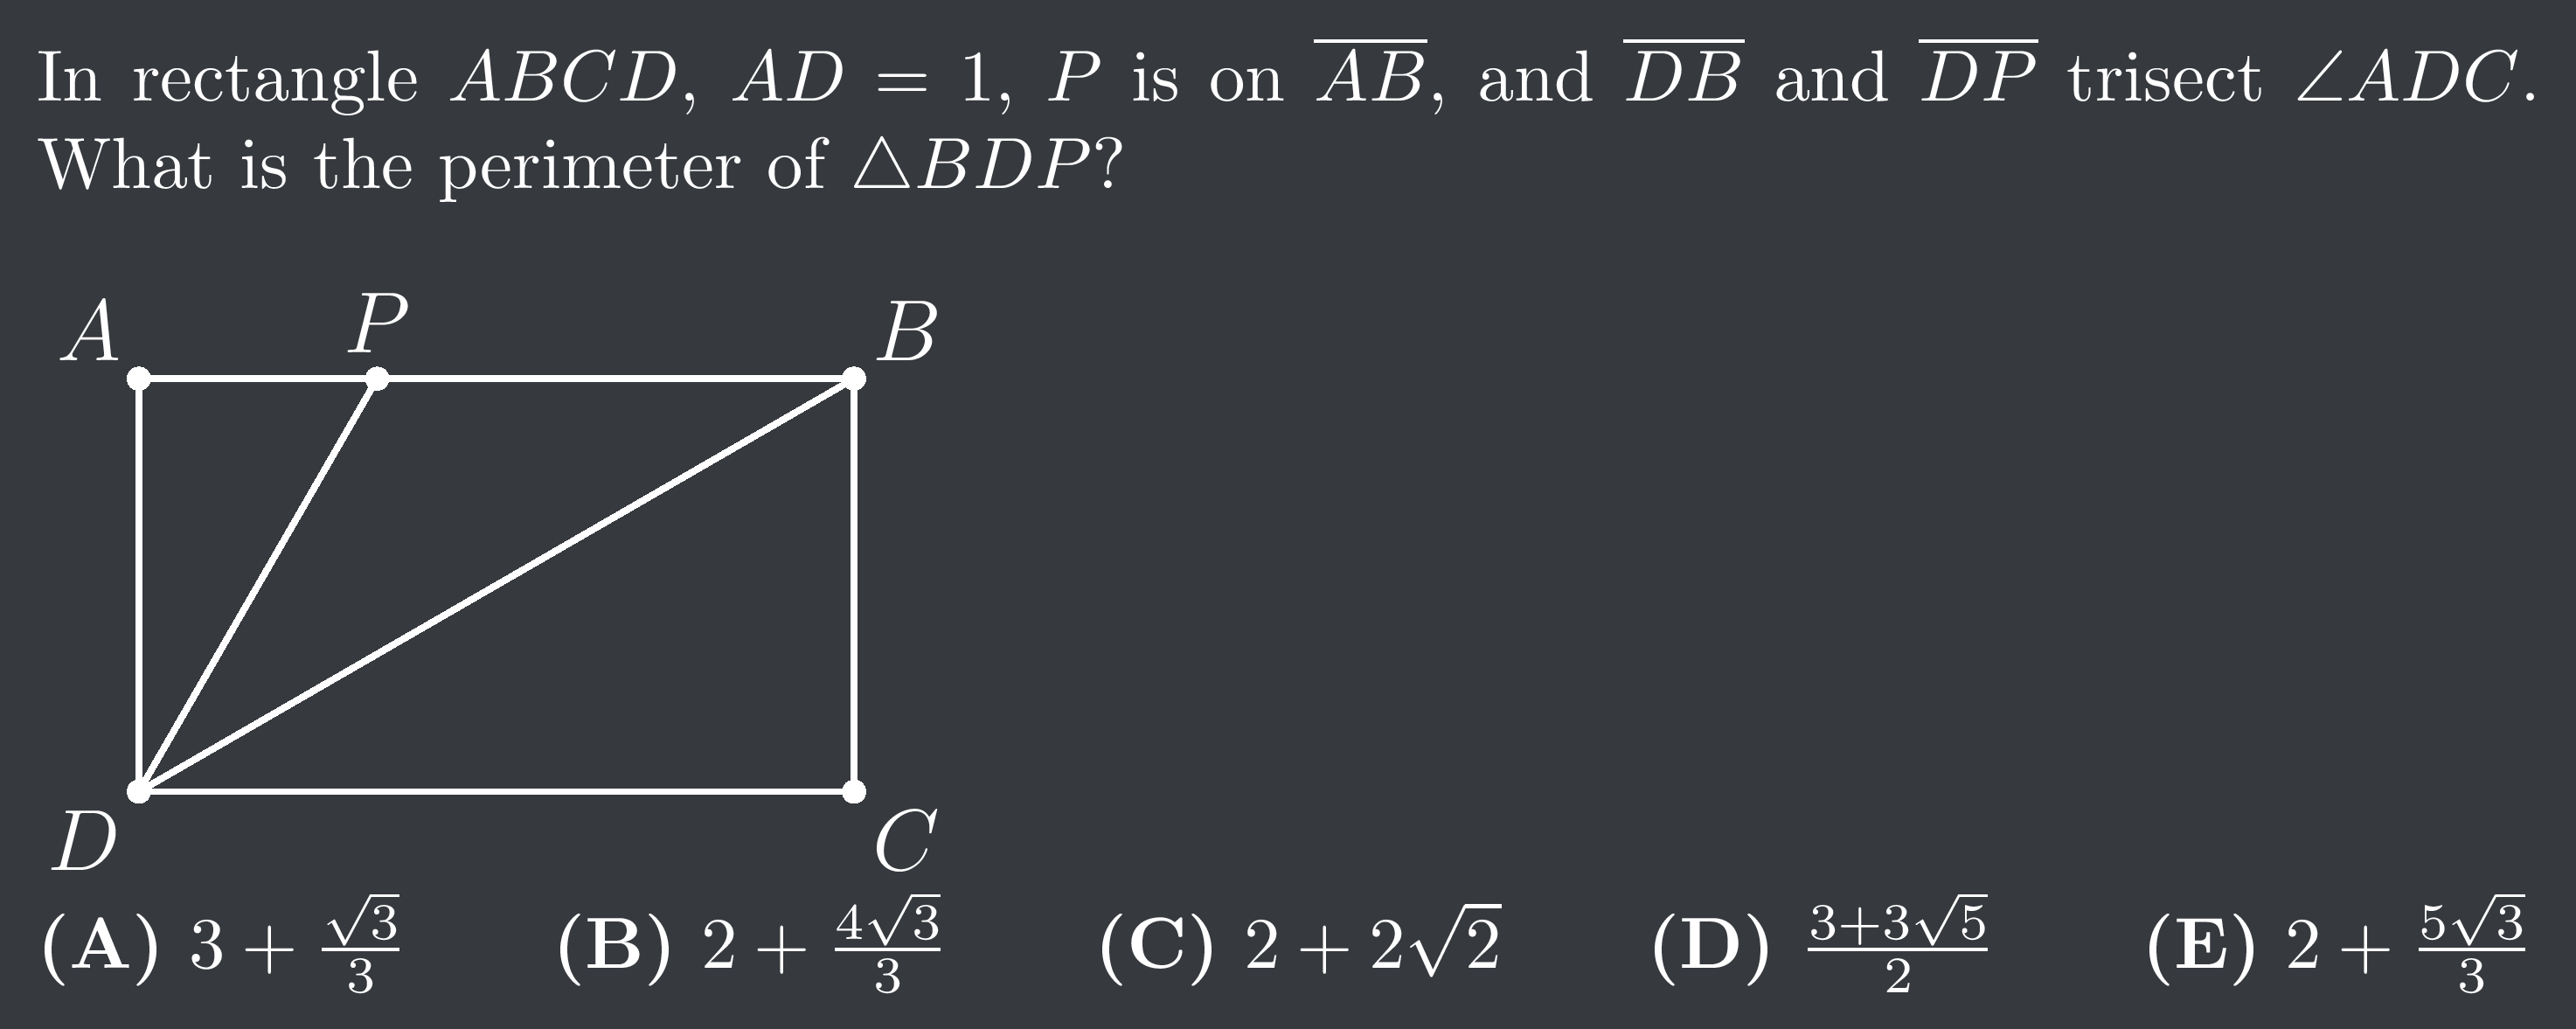 In rectangle $ABCD$, $AD = 1$, $P$ is on $\overline{AB}$, and $\overline{DB}$ and $\overline{DP}$ trisect $\angle ADC$.
What is the perimeter of $\triangle BDP$?
A P B
D C
(A) $3 + \frac{\sqrt{3}}{3}$ (B) $2 + \frac{4\sqrt{3}}{3}$ (C) $2 + 2\sqrt{2}$ (D) $\frac{3+3\sqrt{5}}{2}$ (E) $2 + \frac{5\sqrt{3}}{3}$